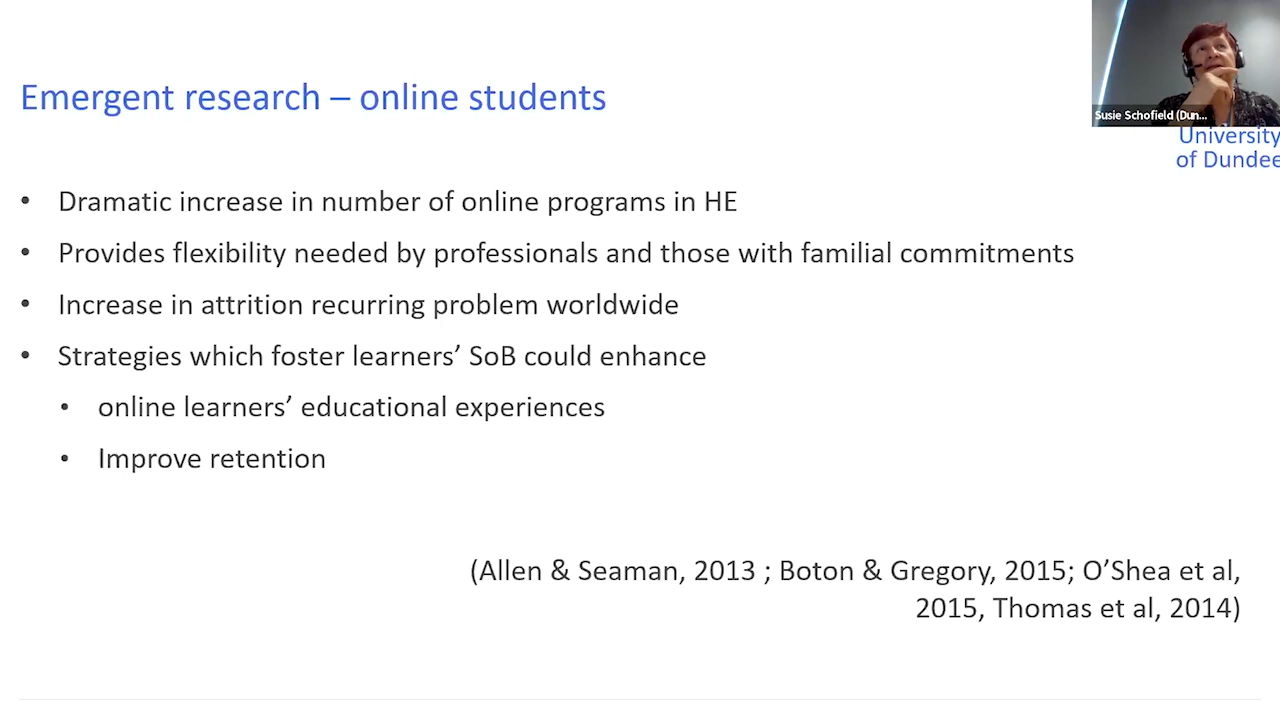 Emergent research – online students
Susie Schofield (Dun...
University
of Dundee
• Dramatic increase in number of online programs in HE
• Provides flexibility needed by professionals and those with familial commitments
• Increase in attrition recurring problem worldwide
• Strategies which foster learners’ SoB could enhance
• online learners’ educational experiences
• Improve retention
(Allen & Seaman, 2013 ; Boton & Gregory, 2015; O’Shea et al,
2015, Thomas et al, 2014)